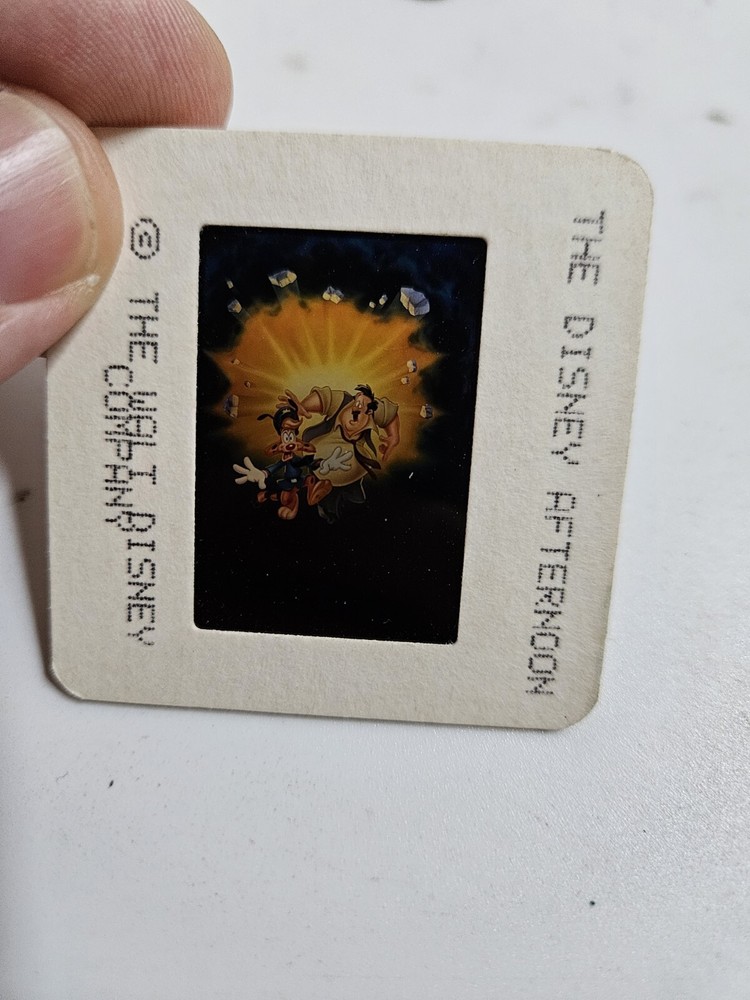 THE DISNEY AFTERNOON
© THE WALT DISNEY
COMPANY